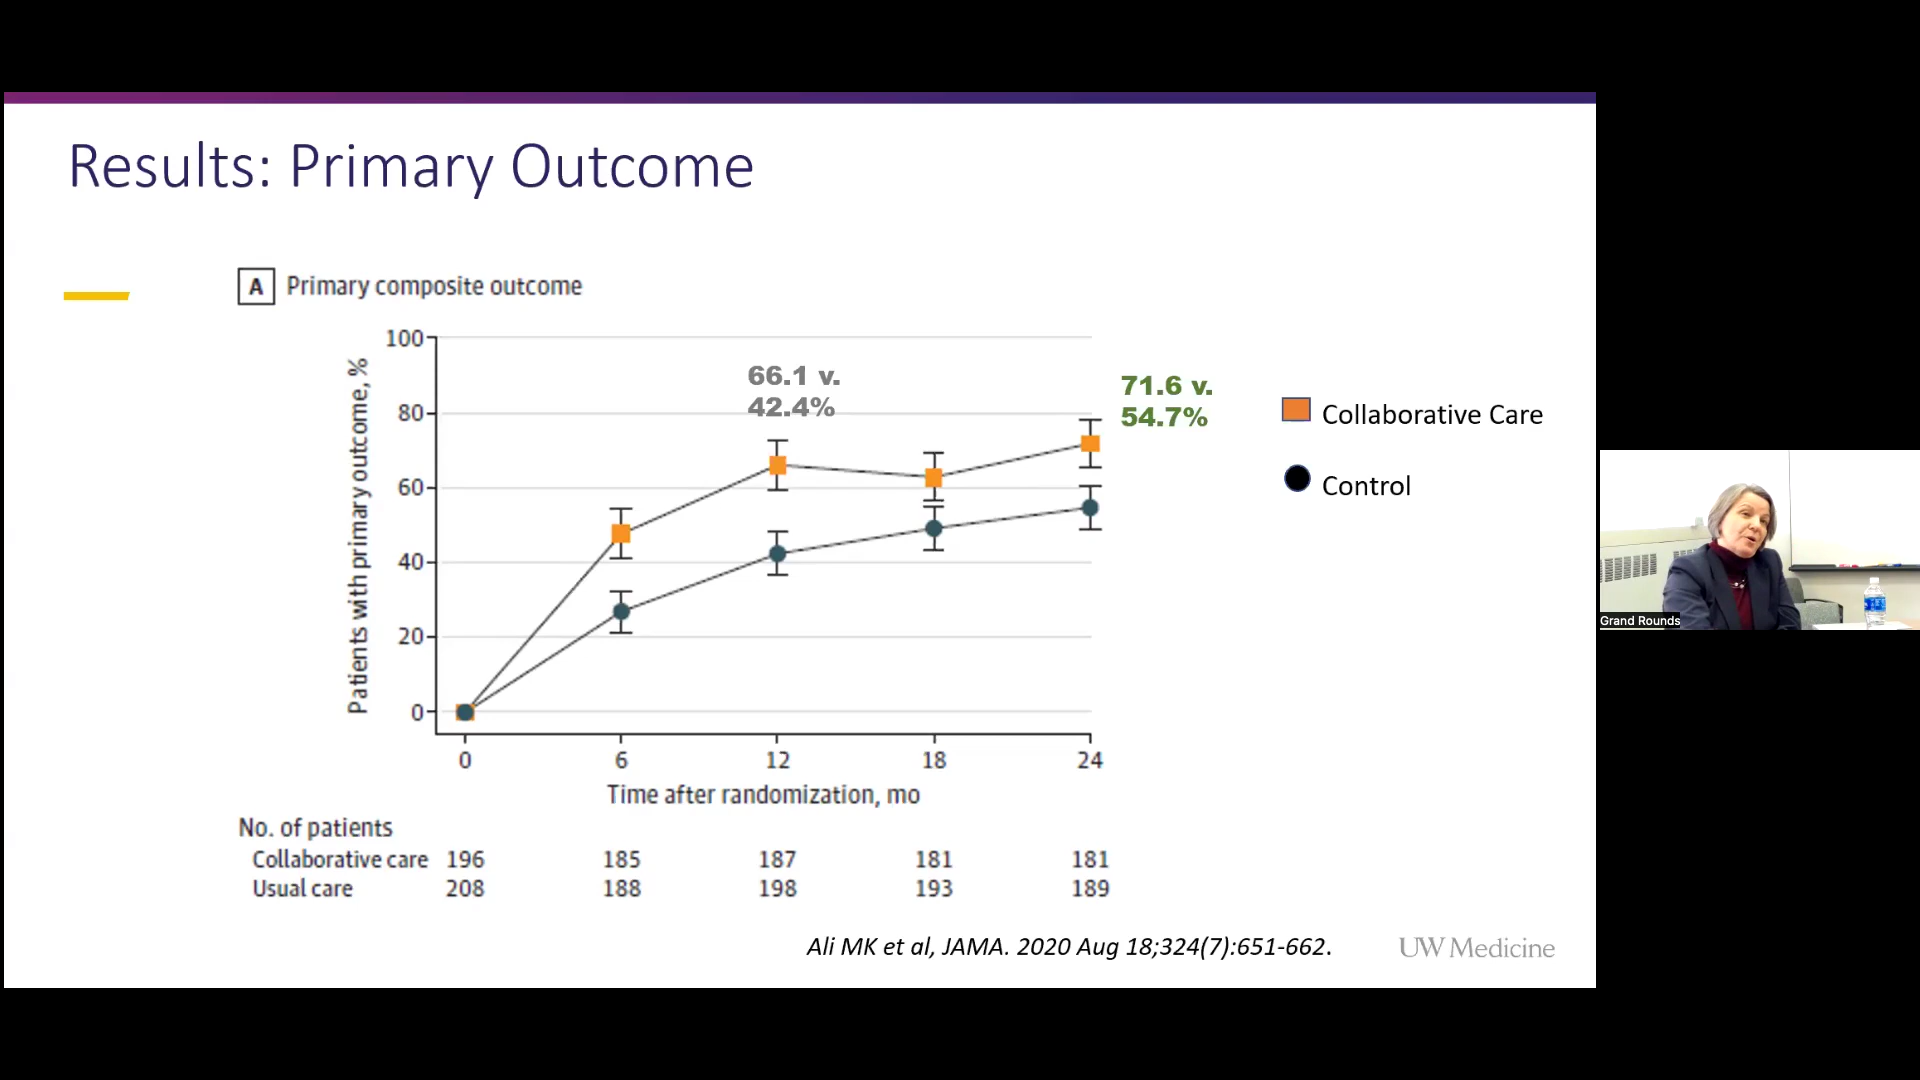 Results: Primary Outcome
A Primary composite outcome
Patients with primary outcome, %
100
80
60
40
20
0
66.1 v.
42.4%
71.6 v.
54.7%
Collaborative Care
Control
0 6 12 18 24
Time after randomization, mo
No. of patients
Collaborative care 196 185 187 181 181
Usual care 208 188 198 193 189
Ali MK et al, JAMA. 2020 Aug 18;324(7):651-662.
UW Medicine
Grand Rounds